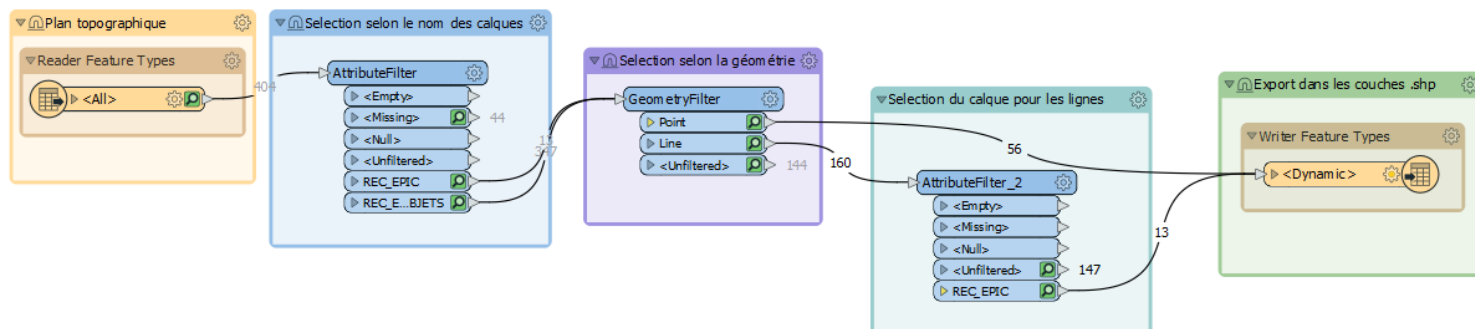 Plan topographique
Reader Feature Types
<All>
404
Selection selon le nom des calques
AttributeFilter
<Empty>
<Missing>
44
<Null>
<Unfiltered>
REC_EPIC
REC_E...BJETS
347
Selection selon la géométrie
GeometryFilter
Point
Line
<Unfiltered>
144
160
56
Selection du calque pour les lignes
AttributeFilter_2
<Empty>
<Missing>
<Null>
<Unfiltered>
147
REC_EPIC
13
Export dans les couches .shp
Writer Feature Types
<Dynamic>